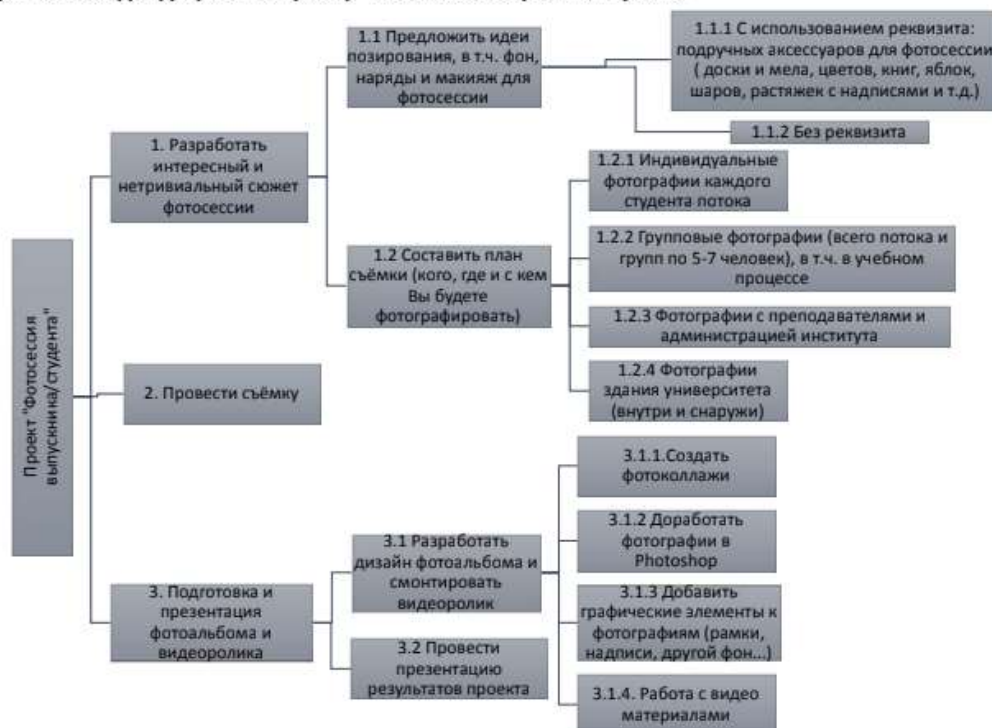 Проект "Фотосессия
выпускника/студента"
1. Разработать
интересный и
нетривиальный сюжет
фотосессии
1.1 Предложить идеи
позирования, в т.ч. фон,
наряды и макияж для
фотосессии
1.1.1 С использованием реквизита:
подручных аксессуаров для фотосессии
( доски и мела, цветов, книг, яблок,
шаров, растяжек с надписями и т.д.)
1.1.2 Без реквизита
1.2 Составить план
съёмки (кого, где и с кем
Вы будете
фотографировать)
1.2.1 Индивидуальные
фотографии каждого
студента потока
1.2.2 Групповые фотографии (всего потока и
групп по 5-7 человек), в т.ч. в учебном
процессе
1.2.3 Фотографии с преподавателями и
администрацией института
1.2.4 Фотографии
здания университета
(внутри и снаружи)
2. Провести съёмку
3. Подготовка и
презентация
фотоальбома и
видеоролика
3.1 Разработать
дизайн фотоальбома и
смонтировать
видеоролик
3.1.1.Создать
фотоколлажи
3.1.2 Доработать
фотографии в
Photoshop
3.1.3 Добавить
графические элементы к
фотографиям (рамки,
надписи, другой фон...)
3.1.4. Работа с видео
материалами
3.2 Провести
презентацию
результатов проекта